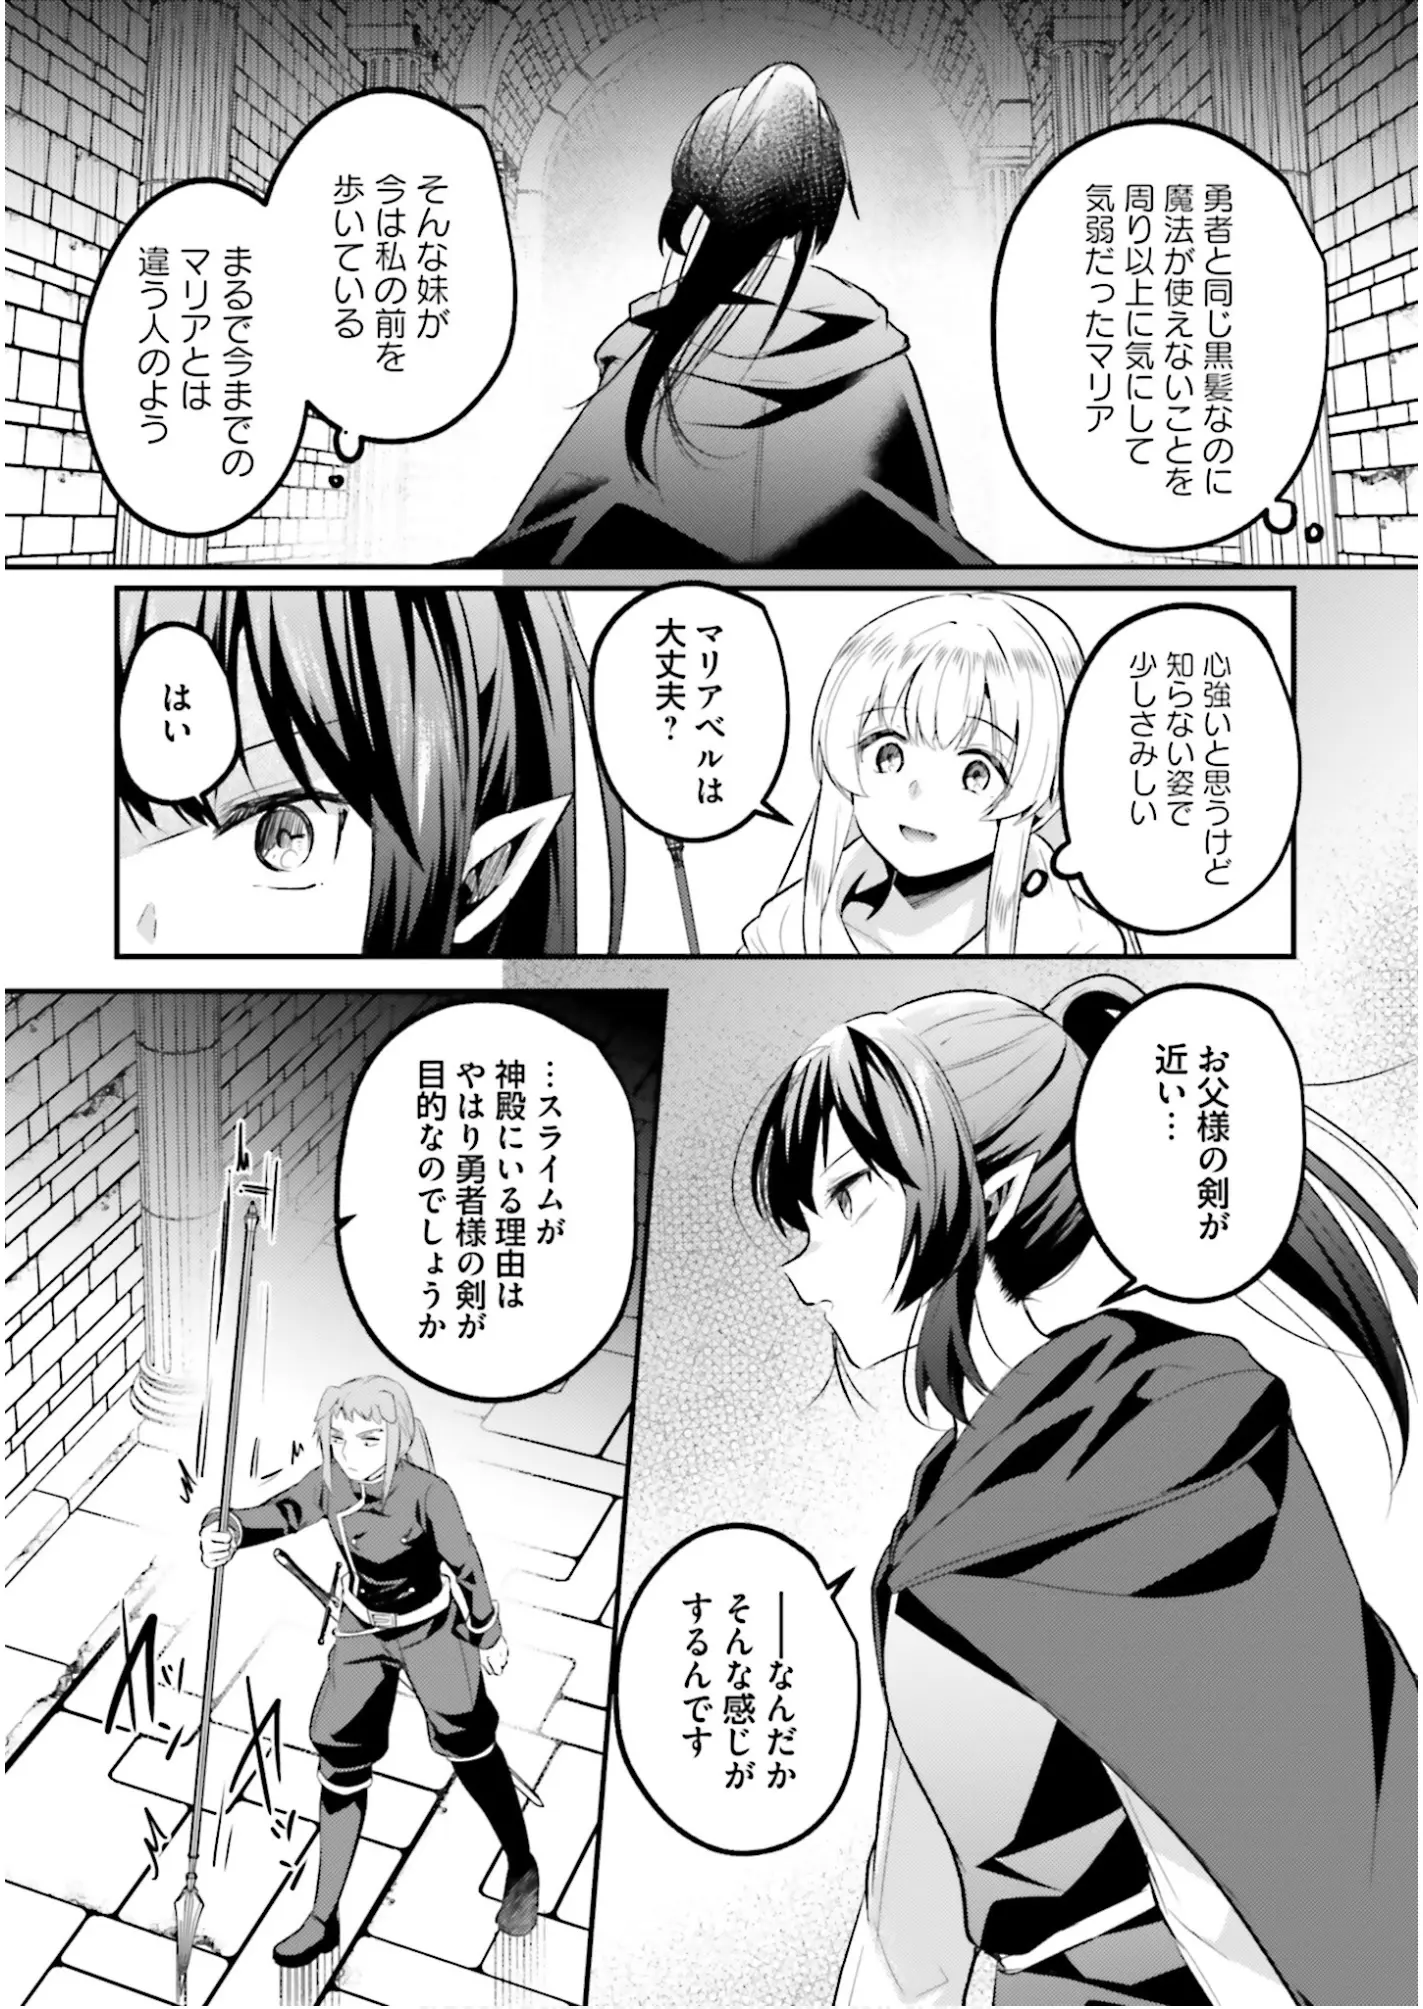 勇者と同じ黒髪なのに
魔法が使えないことを
周り以上に気にして
気弱だったマリア
そんな妹が
今は私の前を
歩いている
まるで今までの
マリアとは
違う人のよう
心強いと思うけど
知らない姿で
少しさみしい
マリアベルは
大丈夫?
はい
お父様の剣が
近い…
――なんだか
そんな感じが
するんです
…スライムが
神殿にいる理由は
やはり勇者様の剣が
目的なのでしょうか
ガンッ